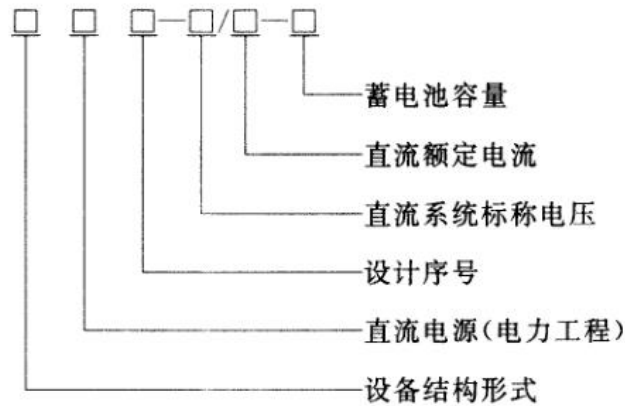 □ □ □—□/□—□
蓄电池容量
直流额定电流
直流系统标称电压
设计序号
直流电源(电力工程)
设备结构形式